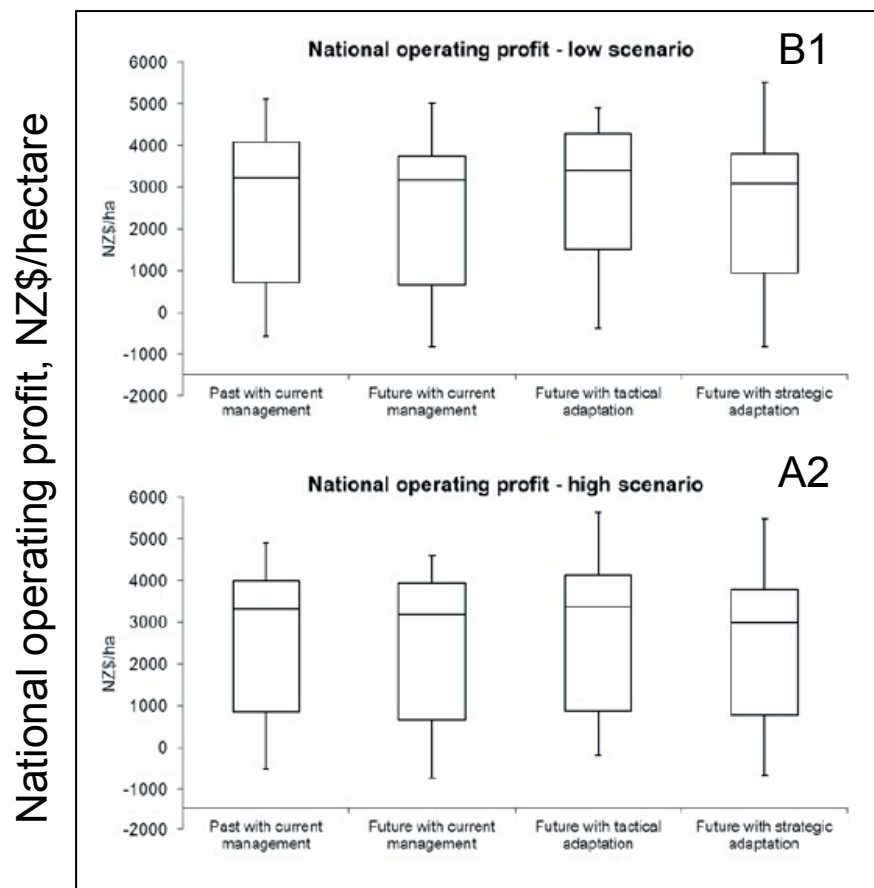 National operating profit, NZ$/hectare
National operating profit - low scenario
B1
6000
5000
4000
3000
2000
1000
0
-1000
-2000
NZ$/ha
Past with current
management
Future with current
management
Future with tactical
adaptation
Future with strategic
adaptation
National operating profit - high scenario
A2
6000
5000
4000
3000
2000
1000
0
-1000
-2000
NZ$/ha
Past with current
management
Future with current
management
Future with tactical
adaptation
Future with strategic
adaptation